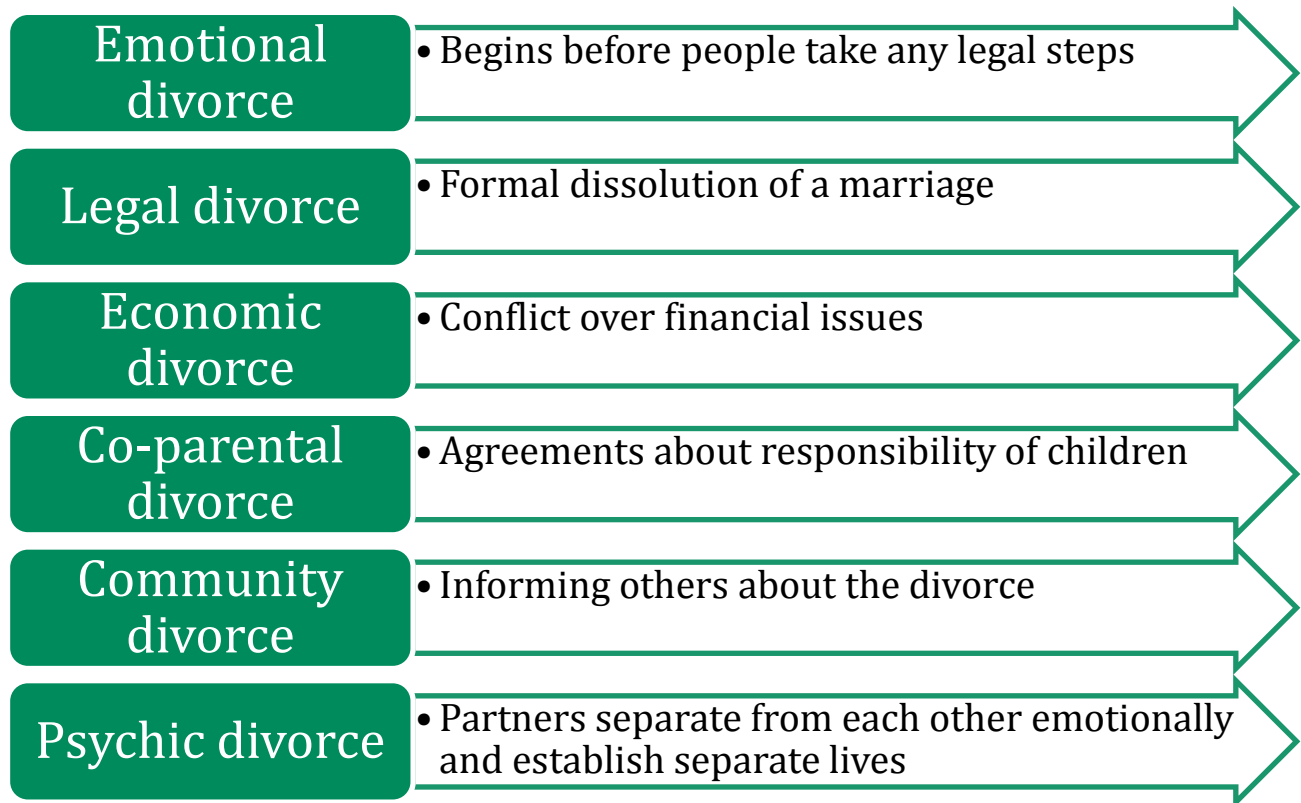 Emotional
divorce
• Begins before people take any legal steps
Legal divorce
• Formal dissolution of a marriage
Economic
divorce
• Conflict over financial issues
Co-parental
divorce
• Agreements about responsibility of children
Community
divorce
• Informing others about the divorce
Psychic divorce
• Partners separate from each other emotionally
and establish separate lives